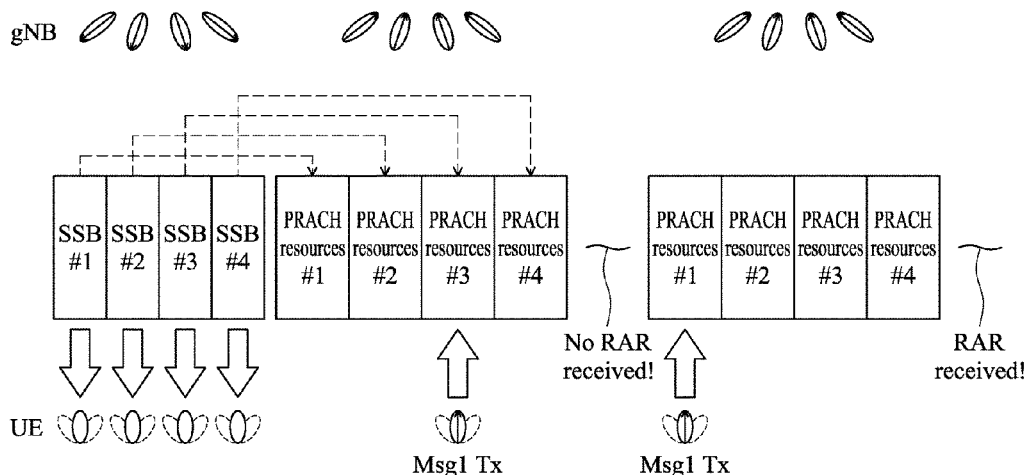 gNB
SSB
#1
SSB
#2
SSB
#3
SSB
#4
PRACH
resources
#1
PRACH
resources
#2
PRACH
resources
#3
PRACH
resources
#4
No RAR
received!
PRACH
resources
#1
PRACH
resources
#2
PRACH
resources
#3
PRACH
resources
#4
RAR
received!
UE
Msg1 Tx
Msg1 Tx